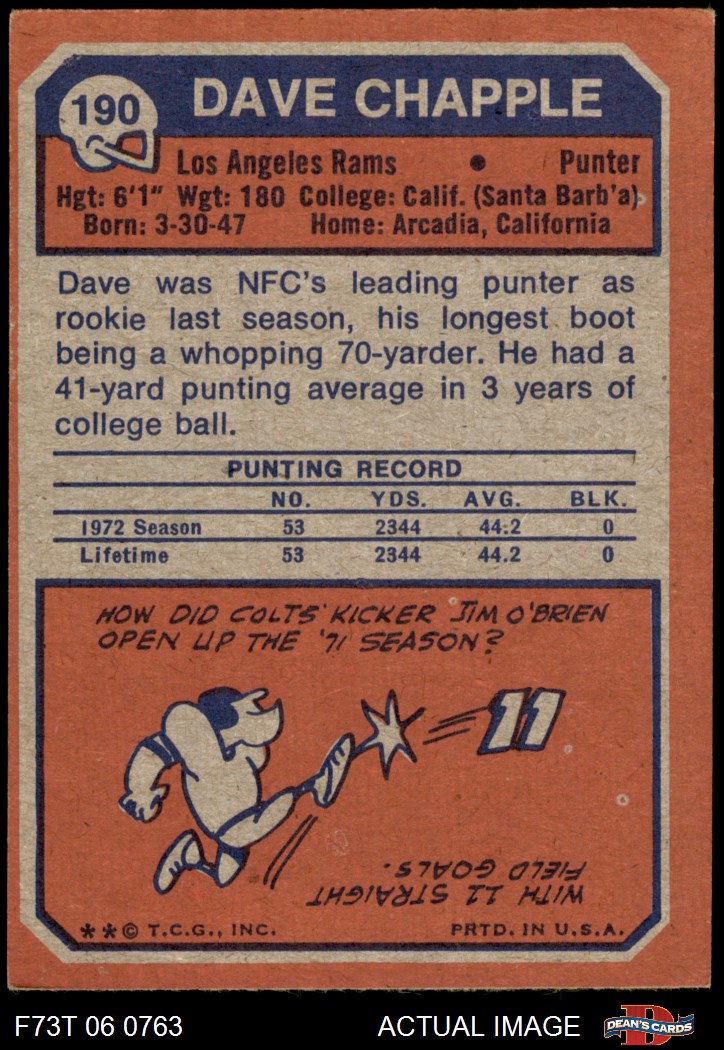 190
DAVE CHAPPLE
Los Angeles Rams • Punter
Hgt: 6'1" Wgt: 180 College: Calif. (Santa Barb'a)
Born: 3-30-47 Home: Arcadia, California
Dave was NFC's leading punter as
rookie last season, his longest boot
being a whopping 70-yarder. He had a
41-yard punting average in 3 years of
college ball.
PUNTING RECORD
NO. YDS. AVG. BLK.
1972 Season 53 2344 44.2 0
Lifetime 53 2344 44.2 0
HOW DID COLTS' KICKER JIM O'BRIEN
OPEN UP THE '71 SEASON?
11
WITH 11 STRAIGHT
FIELD GOALS.
**© T.C.G., INC. PRTD. IN U.S.A.
F73T 06 0763 ACTUAL IMAGE
D
DEAN'S CARDS